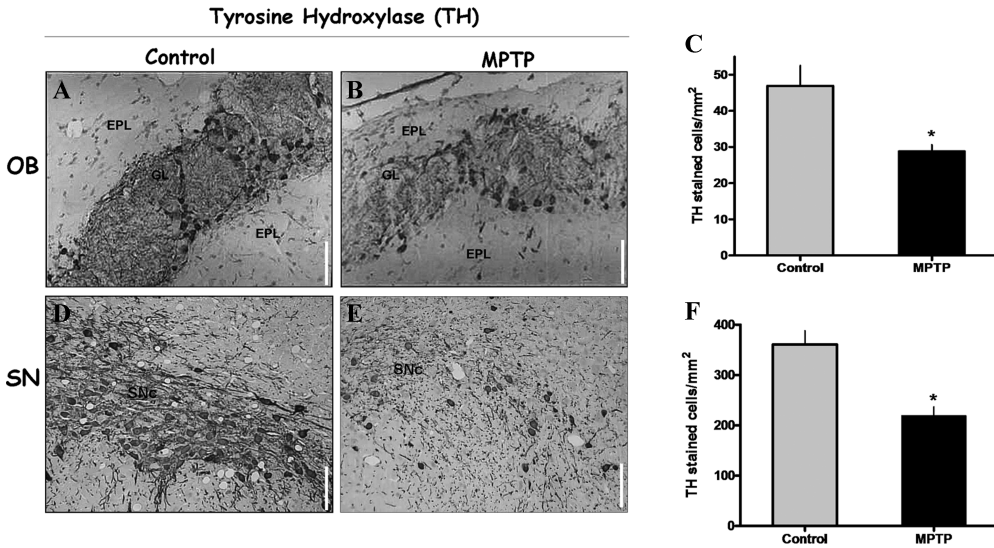 Tyrosine Hydroxylase (TH)
Control
MPTP
OB
A
EPL
GL
EPL
B
EPL
GL
EPL
C
TH stained cells/mm²
50
40
30
20
10
0
*
Control
MPTP
SN
D
SNc
E
SNc
F
TH stained cells/mm²
400
300
200
100
0
*
Control
MPTP